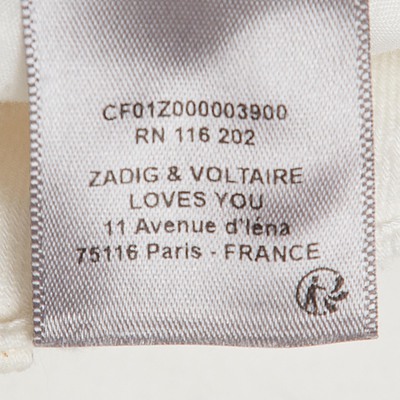 CF01Z000003900
RN 116 202
ZADIG & VOLTAIRE
LOVES YOU
11 Avenue d'Iéna
75116 Paris - FRANCE